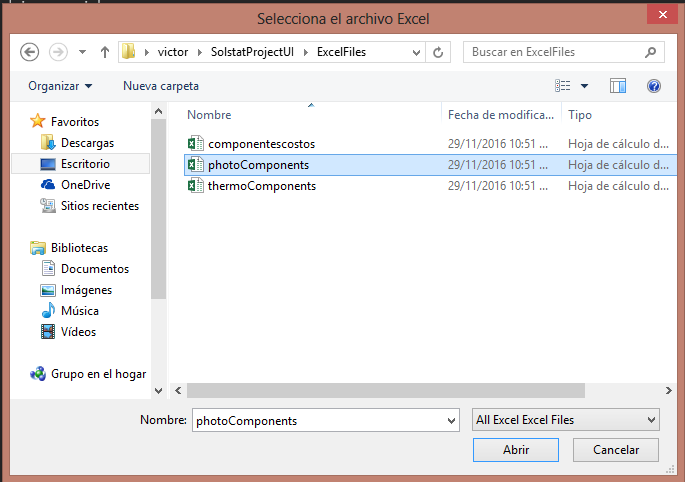 Selecciona el archivo Excel
victor SolstatProjectUI ExcelFiles
Buscar en ExcelFiles
Organizar Nueva carpeta
Favoritos
Descargas
Escritorio
OneDrive
Sitios recientes
Bibliotecas
Documentos
Imágenes
Música
Vídeos
Grupo en el hogar
Nombre Fecha de modifica... Tipo
componentescostos 29/11/2016 10:51 ... Hoja de cálculo d...
photoComponents 29/11/2016 10:51 ... Hoja de cálculo d...
thermoComponents 29/11/2016 10:51 ... Hoja de cálculo d...
Nombre: photoComponents All Excel Excel Files
Abrir Cancelar